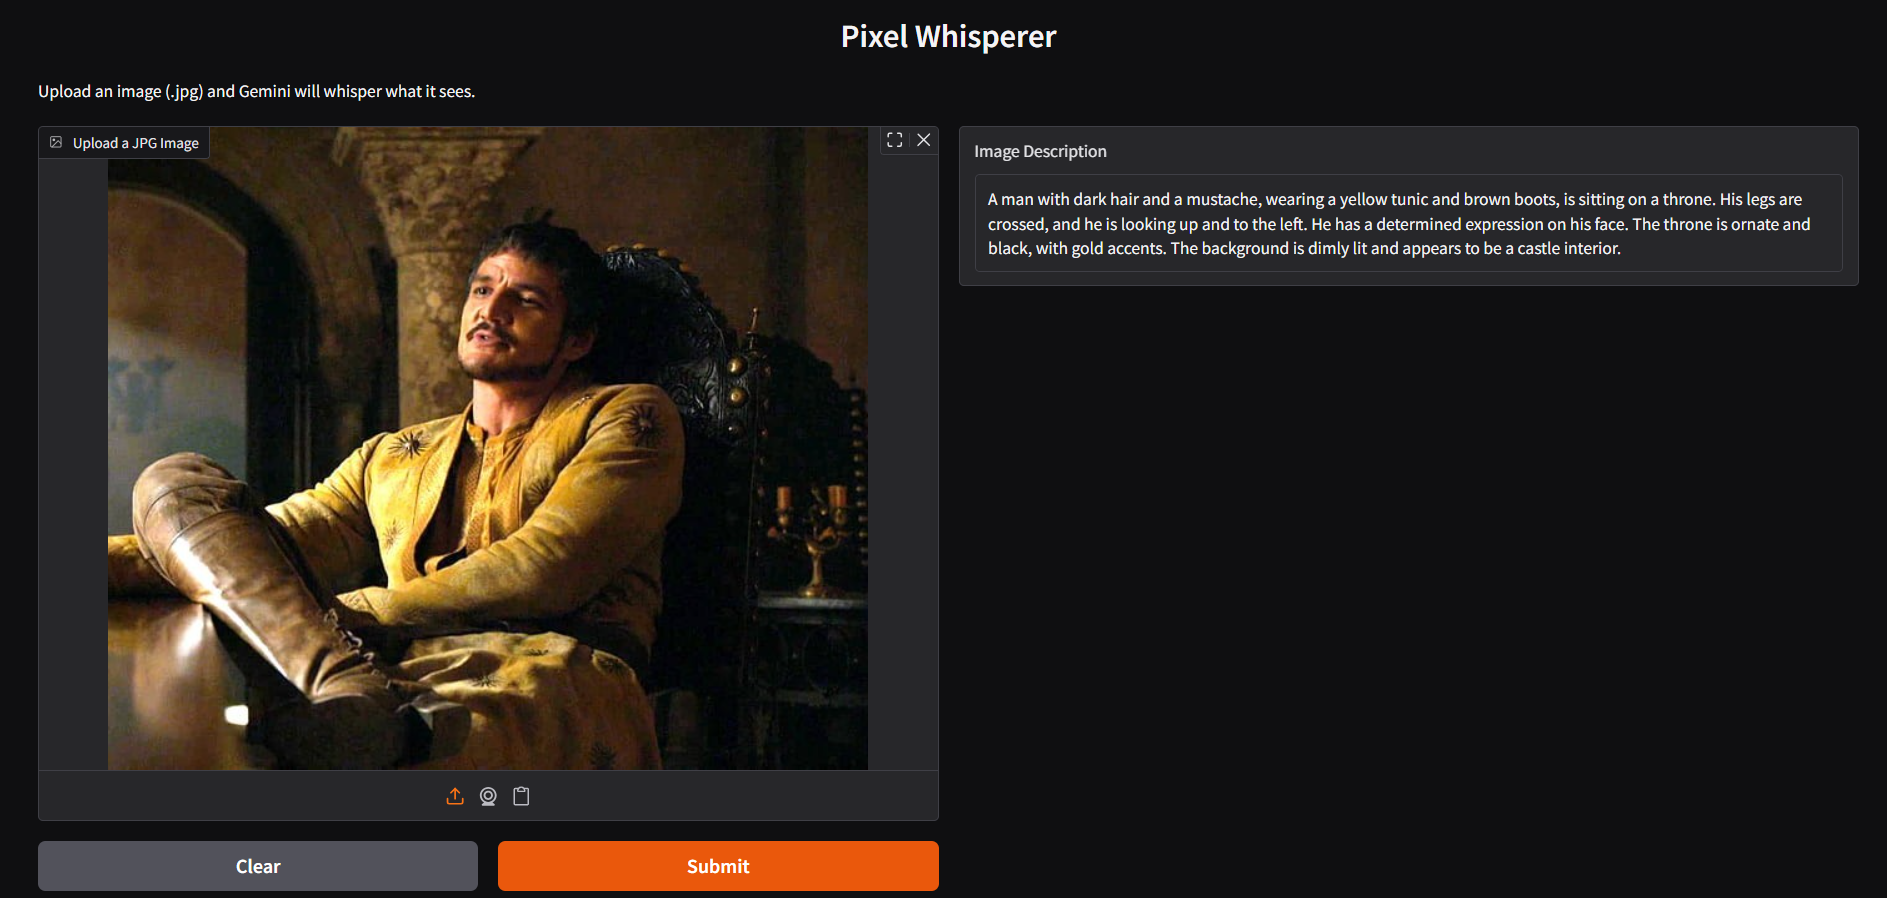 Pixel Whisperer
Upload an image (.jpg) and Gemini will whisper what it sees.
Upload a JPG Image
Image Description
A man with dark hair and a mustache, wearing a yellow tunic and brown boots, is sitting on a throne. His legs are
crossed, and he is looking up and to the left. He has a determined expression on his face. The throne is ornate and
black, with gold accents. The background is dimly lit and appears to be a castle interior.
Clear
Submit